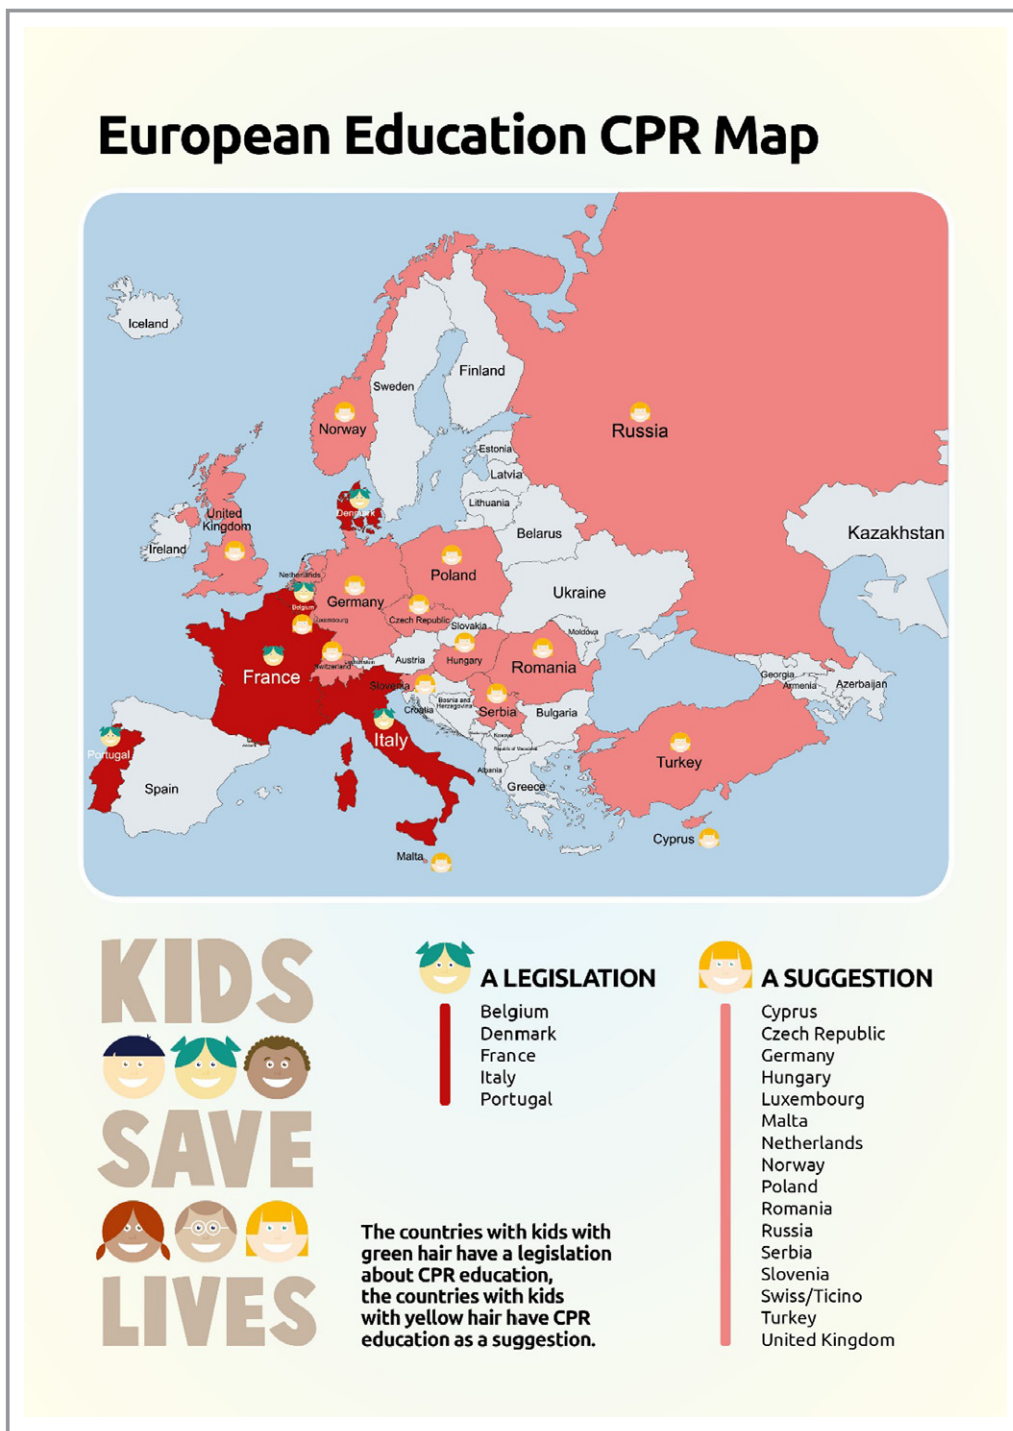 European Education CPR Map
Iceland
Finland
Sweden
Norway
Russia
Estonia
Latvia
Lithuania
Denmark
United
Kingdom
Ireland
Belarus
Kazakhstan
Netherlands
Poland
Belgium
Germany
Ukraine
Luxembourg
Czech Republic
Slovakia
Moldova
Switzerland
Austria
Hungary
Romania
France
Georgia
Armenia
Azerbaijan
Slovenia
Croatia
Bosnia and
Herzegovina
Serbia
Bulgaria
Kosovo
Italy
Portugal
Albania
Turkey
Spain
Greece
Cyprus
Malta
KIDS
SAVE
LIVES
A LEGISLATION
Belgium
Denmark
France
Italy
Portugal
The countries with kids with
green hair have a legislation
about CPR education,
the countries with kids
with yellow hair have CPR
education as a suggestion.
A SUGGESTION
Cyprus
Czech Republic
Germany
Hungary
Luxembourg
Malta
Netherlands
Norway
Poland
Romania
Russia
Serbia
Slovenia
Swiss/Ticino
Turkey
United Kingdom